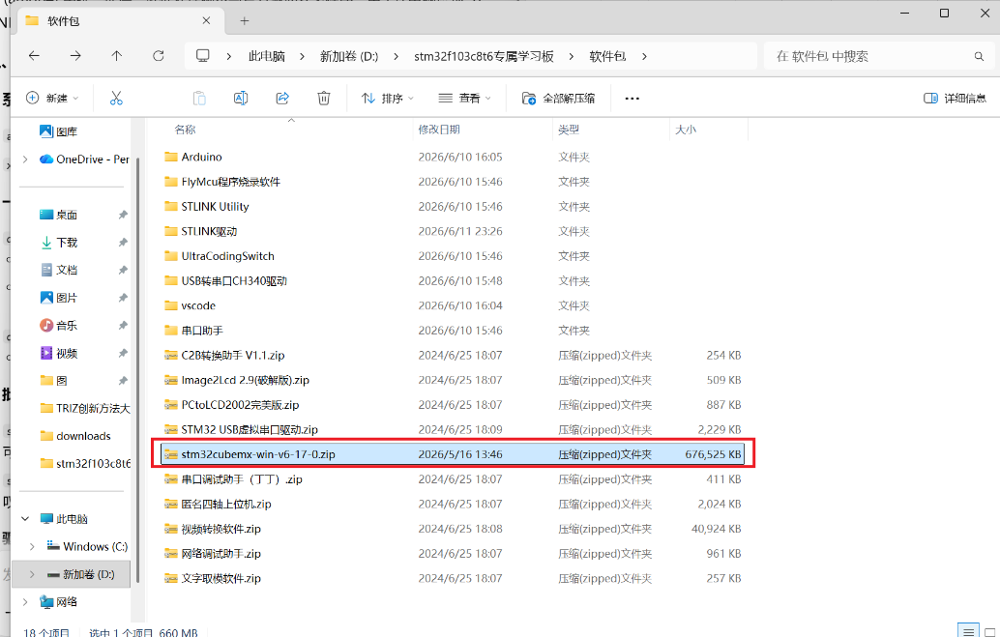 软件包
此电脑 新加卷 (D:) stm32f103c8t6专属学习板 软件包
在 软件包 中搜索
新建 排序 查看 全部解压缩 详细信息
名称 修改日期 类型 大小
图库
OneDrive - Per
桌面
下载
文档
图片
音乐
视频
图
TRIZ创新方法大
downloads
stm32f103c8t6
此电脑
Windows (C:)
新加卷 (D:)
网络
Arduino 2026/6/10 16:05 文件夹
FlyMcu程序烧录软件 2026/6/10 15:46 文件夹
STLINK Utility 2026/6/10 15:46 文件夹
STLINK驱动 2026/6/11 23:26 文件夹
UltraCodingSwitch 2026/6/10 15:46 文件夹
USB转串口CH340驱动 2026/6/10 15:48 文件夹
vscode 2026/6/10 16:04 文件夹
串口助手 2026/6/10 15:46 文件夹
C2B转换助手 V1.1.zip 2024/6/25 18:07 压缩(zipped)文件夹 254 KB
Image2Lcd 2.9(破解版).zip 2024/6/25 18:07 压缩(zipped)文件夹 509 KB
PCtoLCD2002完美版.zip 2024/6/25 18:07 压缩(zipped)文件夹 887 KB
STM32 USB虚拟串口驱动.zip 2024/6/25 18:09 压缩(zipped)文件夹 2,229 KB
stm32cubemx-win-v6-17-0.zip 2026/5/16 13:46 压缩(zipped)文件夹 676,525 KB
串口调试助手（丁丁）.zip 2024/6/25 18:07 压缩(zipped)文件夹 411 KB
匿名四轴上位机.zip 2024/6/25 18:07 压缩(zipped)文件夹 2,024 KB
视频转换软件.zip 2024/6/25 18:08 压缩(zipped)文件夹 40,924 KB
网络调试助手.zip 2024/6/25 18:07 压缩(zipped)文件夹 961 KB
文字取模软件.zip 2024/6/25 18:07 压缩(zipped)文件夹 257 KB
18 个项目 选中 1 个项目 660 MB